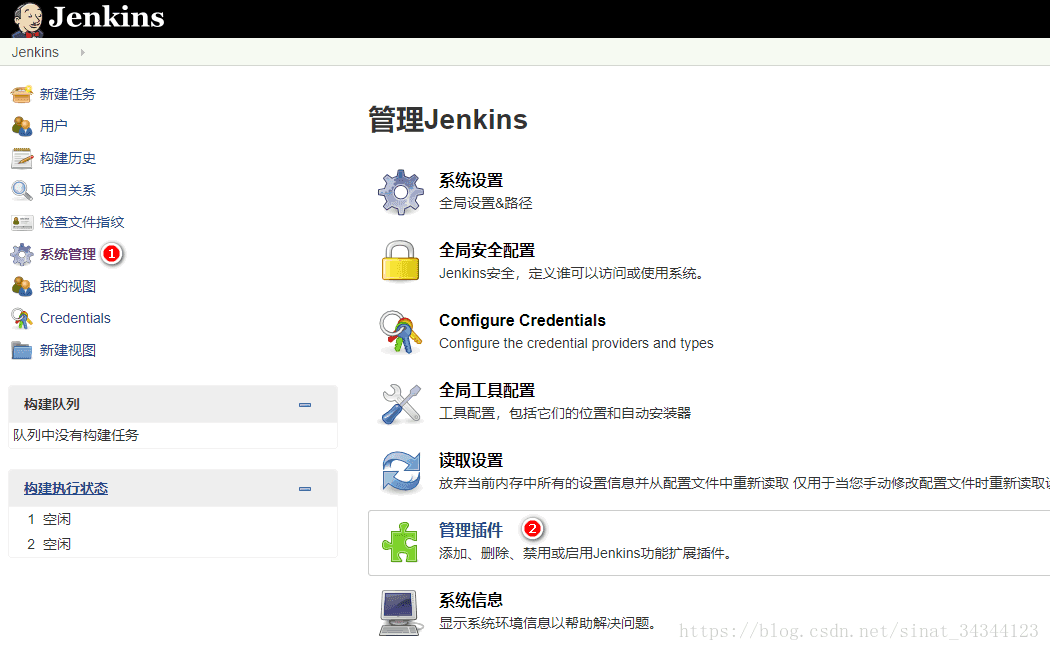 Jenkins
Jenkins
新建任务
用户
构建历史
项目关系
检查文件指纹
系统管理 1
我的视图
Credentials
新建视图
构建队列
队列中没有构建任务
构建执行状态
1 空闲
2 空闲
管理Jenkins
系统设置
全局设置&路径
全局安全配置
Jenkins安全，定义谁可以访问或使用系统。
Configure Credentials
Configure the credential providers and types
全局工具配置
工具配置，包括它们的位置和自动安装器
读取设置
放弃当前内存中所有的设置信息并从配置文件中重新读取 仅用于当您手动修改配置文件时重新读取
管理插件 2
添加、删除、禁用或启用Jenkins功能扩展插件。
系统信息
显示系统环境信息以帮助解决问题。
https://blog.csdn.net/sinat_34344123